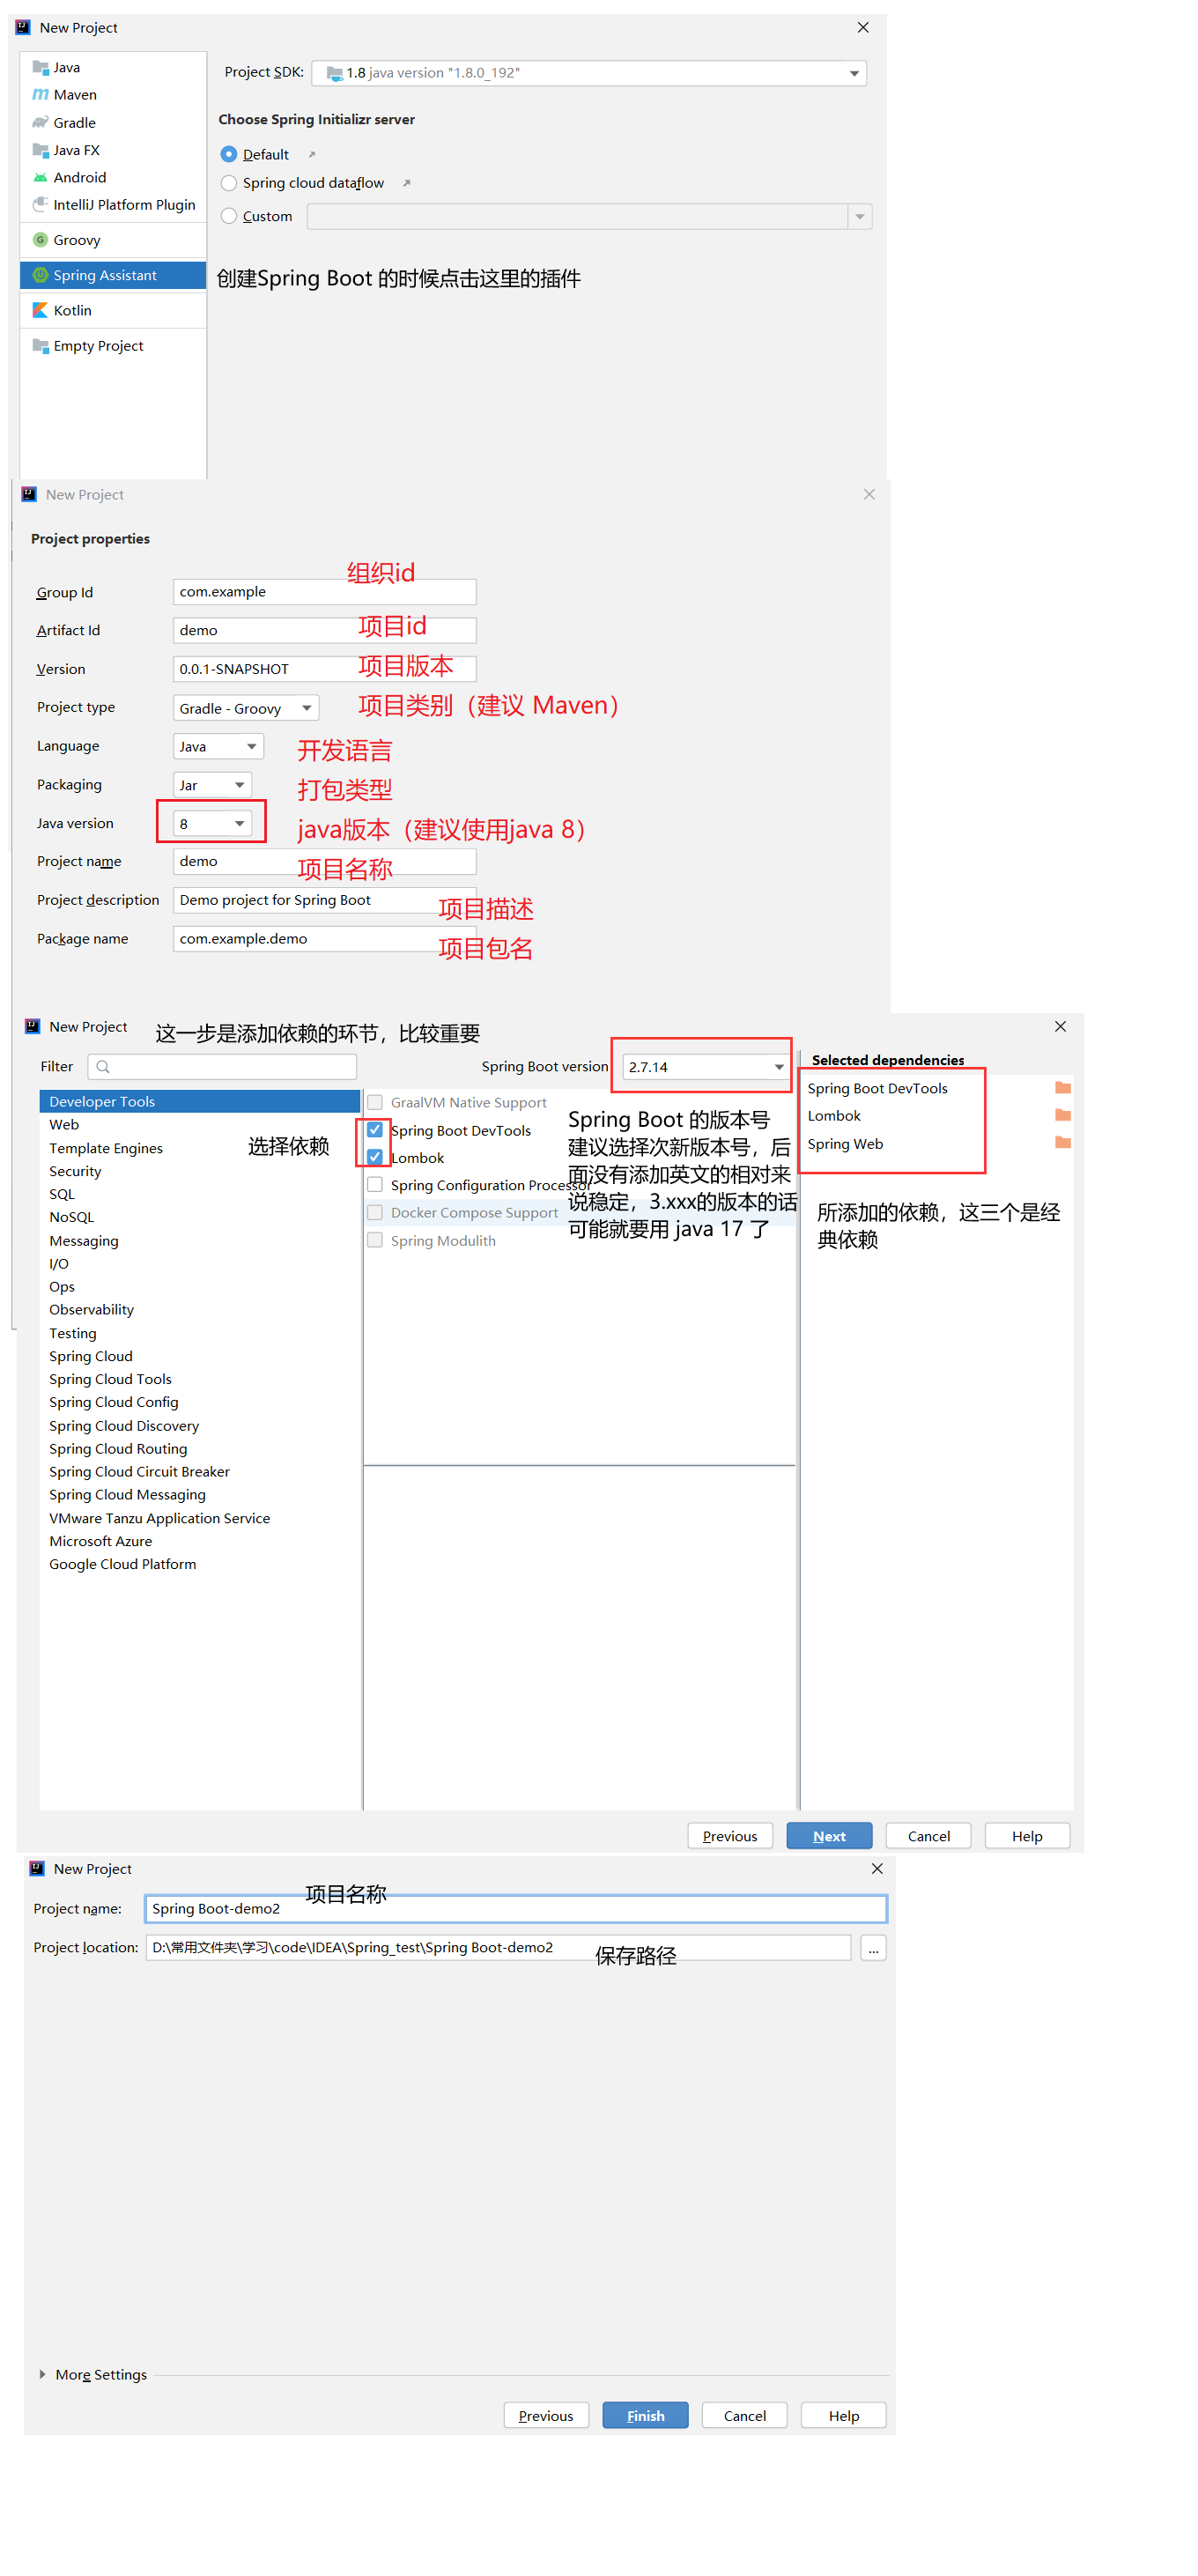 New Project
Java
Maven
Gradle
Java FX
Android
IntelliJ Platform Plugin
Groovy
Spring Assistant
Kotlin
Empty Project
Project SDK: 1.8 java version "1.8.0_192"
Choose Spring Initializr server
Default
Spring cloud dataflow
Custom
创建Spring Boot 的时候点击这里的插件
New Project
Project properties
组织id
Group Id com.example
Artifact Id demo 项目id
Version 0.0.1-SNAPSHOT 项目版本
Project type Gradle - Groovy 项目类别（建议 Maven）
Language Java 开发语言
Packaging Jar 打包类型
Java version 8 java版本（建议使用java 8）
Project name demo 项目名称
Project description Demo project for Spring Boot 项目描述
Package name com.example.demo 项目包名
New Project 这一步是添加依赖的环节，比较重要
Filter
Spring Boot version 2.7.14
Developer Tools
Web
Template Engines
Security
SQL
NoSQL
Messaging
I/O
Ops
Observability
Testing
Spring Cloud
Spring Cloud Tools
Spring Cloud Config
Spring Cloud Discovery
Spring Cloud Routing
Spring Cloud Circuit Breaker
Spring Cloud Messaging
VMware Tanzu Application Service
Microsoft Azure
Google Cloud Platform
选择依赖
GraalVM Native Support
Spring Boot DevTools
Lombok
Spring Configuration Processor
Docker Compose Support
Spring Modulith
Spring Boot 的版本号
建议选择次新版本号，后
面没有添加英文的相对来
说稳定，3.xxx的版本的话
可能就要用 java 17 了
Selected dependencies
Spring Boot DevTools
Lombok
Spring Web
所添加的依赖，这三个是经
典依赖
Previous Next Cancel Help
New Project
项目名称
Project name: Spring Boot-demo2
Project location: D:\常用文件夹\学习\code\IDEA\Spring_test\Spring Boot-demo2 ...
保存路径
More Settings
Previous Finish Cancel Help